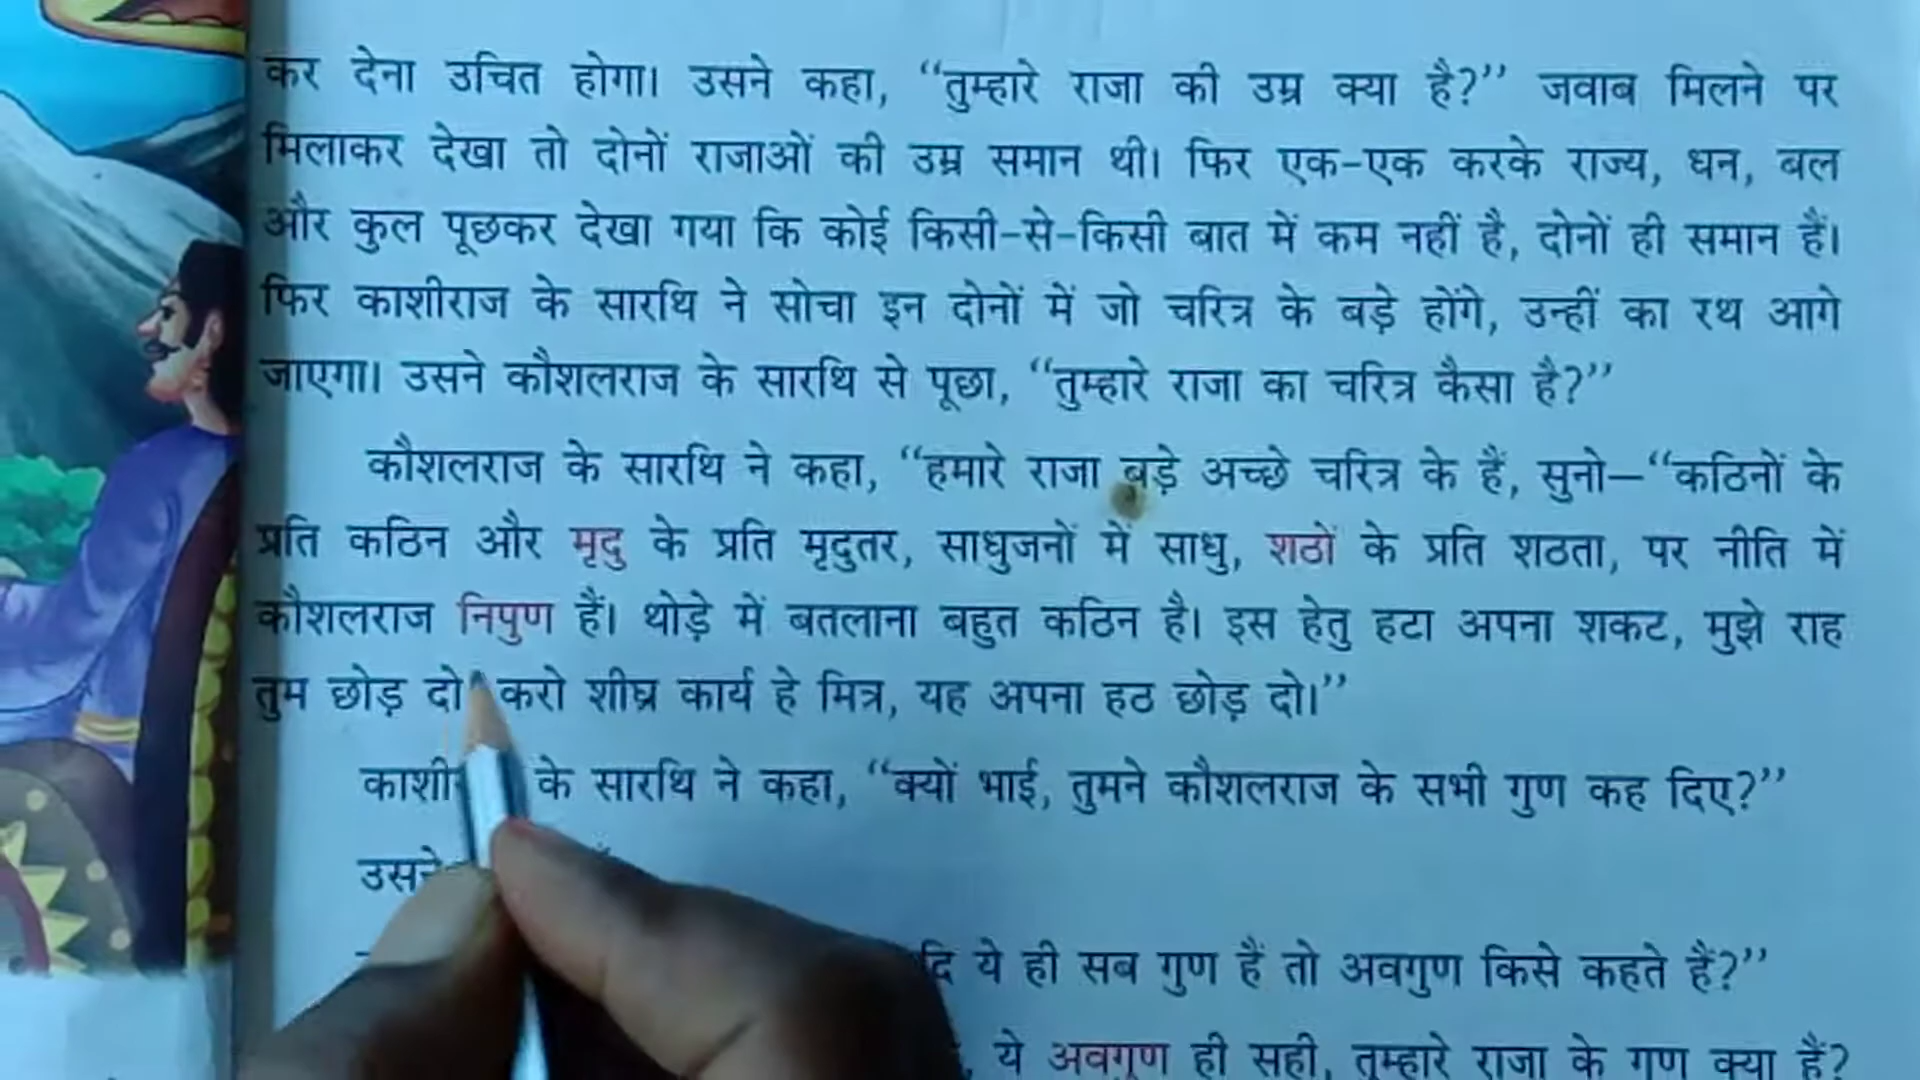 कर देना उचित होगा। उसने कहा, “तुम्हारे राजा की उम्र क्या है?” जवाब मिलने पर
मिलाकर देखा तो दोनों राजाओं की उम्र समान थी। फिर एक-एक करके राज्य, धन, बल
और कुल पूछकर देखा गया कि कोई किसी-से-किसी बात में कम नहीं है, दोनों ही समान हैं।
फिर काशीराज के सारथि ने सोचा इन दोनों में जो चरित्र के बड़े होंगे, उन्हीं का रथ आगे
जाएगा। उसने कौशलराज के सारथि से पूछा, “तुम्हारे राजा का चरित्र कैसा है?”
कौशलराज के सारथि ने कहा, “हमारे राजा बड़े अच्छे चरित्र के हैं, सुनो—“कठिनों के
प्रति कठिन और मृदु के प्रति मृदुतर, साधुजनों में साधु, शठों के प्रति शठता, पर नीति में
कौशलराज निपुण हैं। थोड़े में बतलाना बहुत कठिन है। इस हेतु हटा अपना शकट, मुझे राह
तुम छोड़ दो करो शीघ्र कार्य हे मित्र, यह अपना हठ छोड़ दो।”
के सारथि ने कहा, “क्यों भाई, तुमने कौशलराज के सभी गुण कह दिए?”
उसने
ये ही सब गुण हैं तो अवगुण किसे कहते हैं?”
ये अवगुण ही सही, तुम्हारे राजा के गुण क्या हैं?